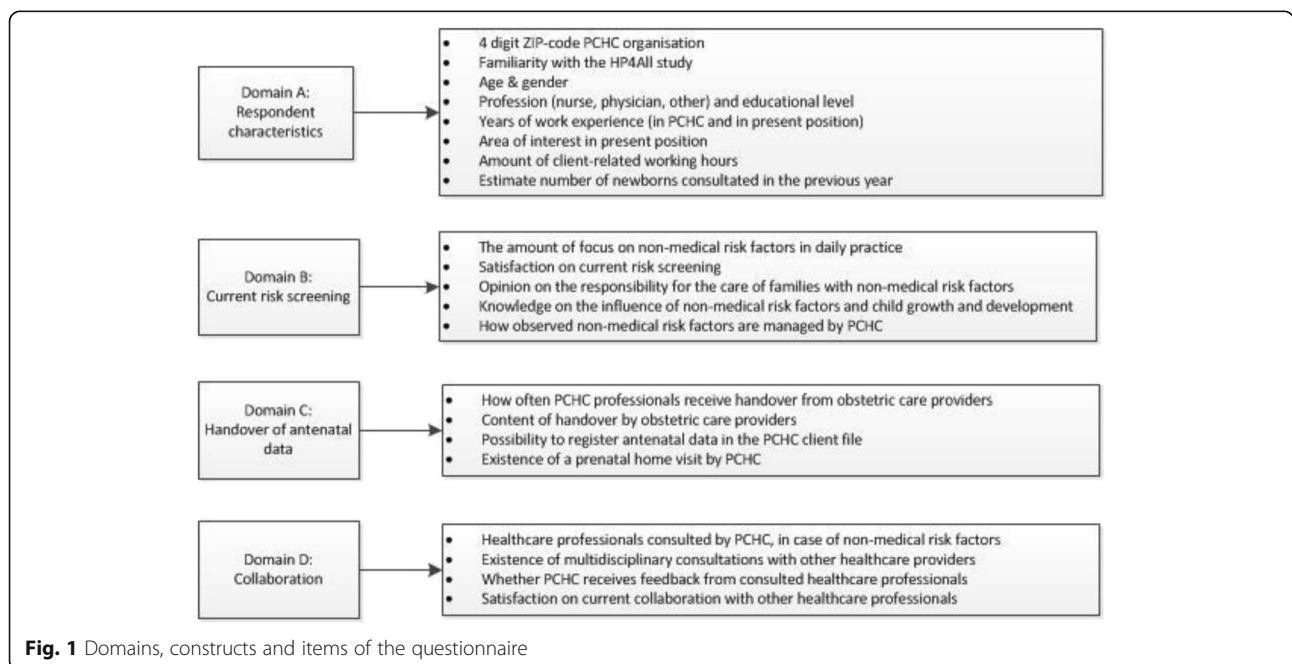 Domain A:
Respondent
characteristics
• 4 digit ZIP-code PCHC organisation
• Familiarity with the HP4All study
• Age & gender
• Profession (nurse, physician, other) and educational level
• Years of work experience (in PCHC and in present position)
• Area of interest in present position
• Amount of client-related working hours
• Estimate number of newborns consultated in the previous year
Domain B:
Current risk screening
• The amount of focus on non-medical risk factors in daily practice
• Satisfaction on current risk screening
• Opinion on the responsibility for the care of families with non-medical risk factors
• Knowledge on the influence of non-medical risk factors and child growth and development
• How observed non-medical risk factors are managed by PCHC
Domain C:
Handover of antenatal
data
• How often PCHC professionals receive handover from obstetric care providers
• Content of handover by obstetric care providers
• Possibility to register antenatal data in the PCHC client file
• Existence of a prenatal home visit by PCHC
Domain D:
Collaboration
• Healthcare professionals consulted by PCHC, in case of non-medical risk factors
• Existence of multidisciplinary consultations with other healthcare providers
• Whether PCHC receives feedback from consulted healthcare professionals
• Satisfaction on current collaboration with other healthcare professionals
Fig. 1 Domains, constructs and items of the questionnaire